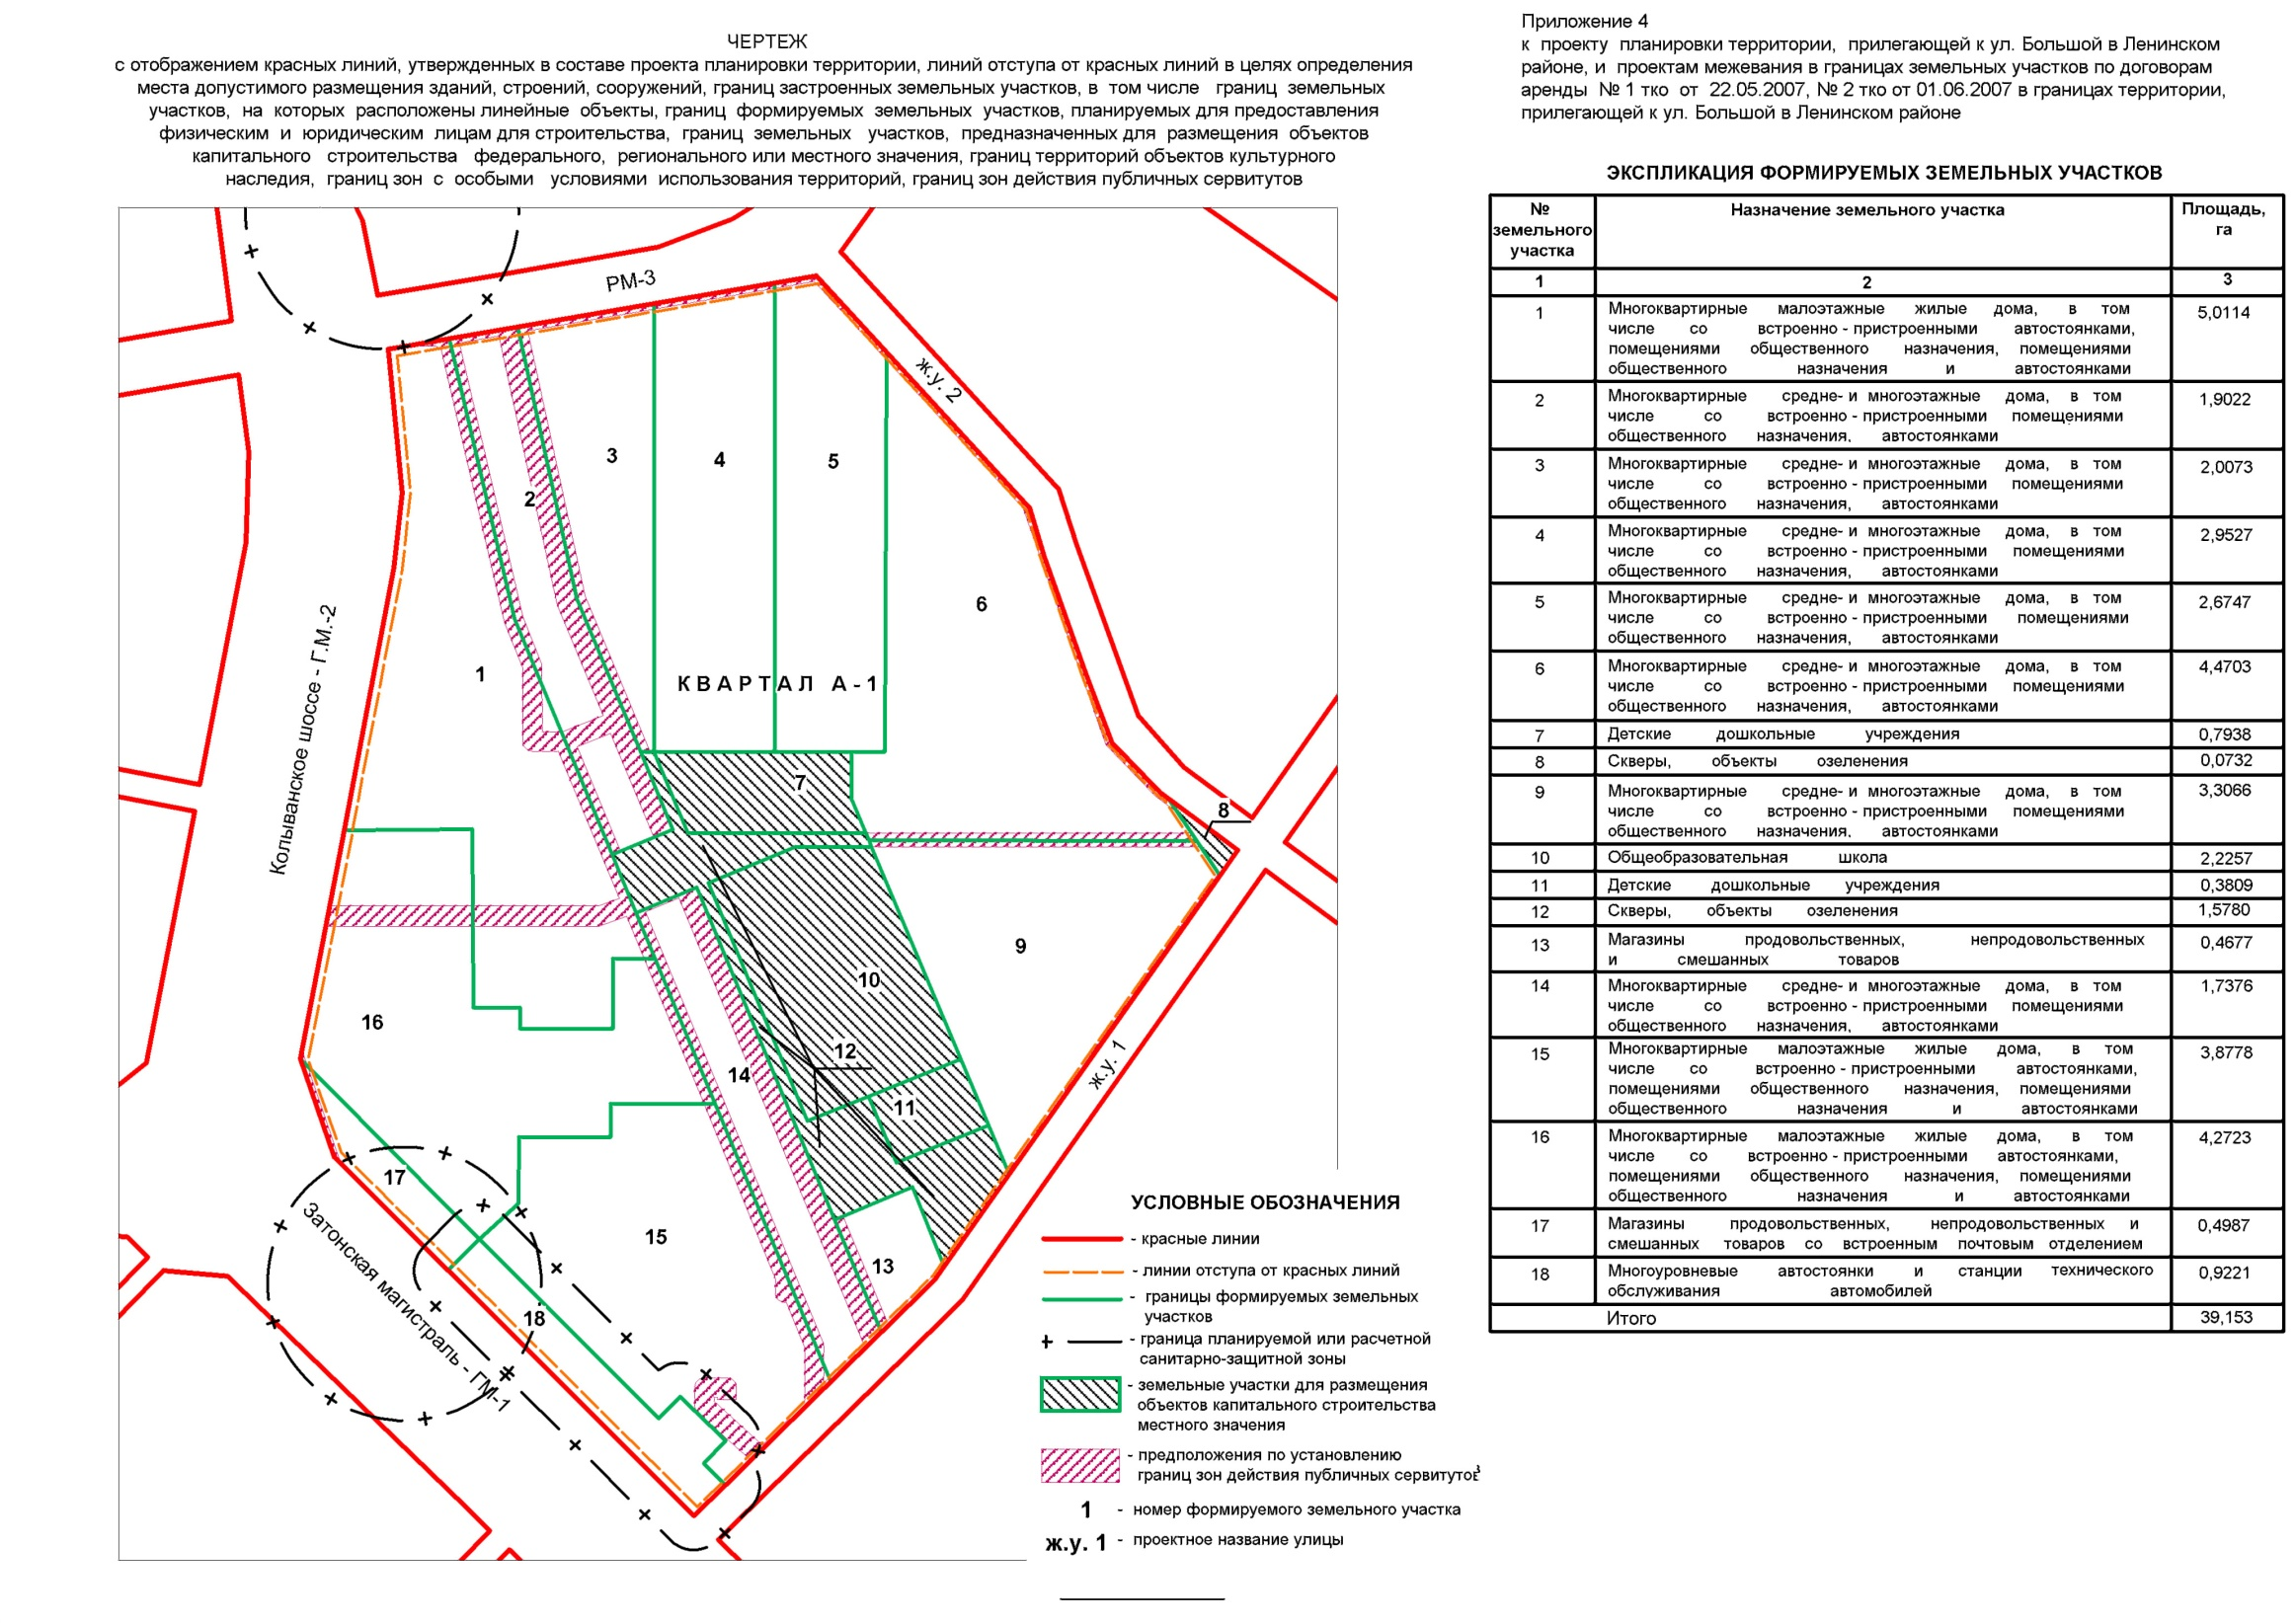 ЧЕРТЕЖ
с отображением красных линий, утвержденных в составе проекта планировки территории, линий отступа от красных линий в целях определения
места допустимого размещения зданий, строений, сооружений, границ застроенных земельных участков, в том числе границ земельных
участков, на которых расположены линейные объекты, границ формируемых земельных участков, планируемых для предоставления
физическим и юридическим лицам для строительства, границ земельных участков, предназначенных для размещения объектов
капитального строительства федерального, регионального или местного значения, границ территорий объектов культурного
наследия, границ зон с особыми условиями использования территорий, границ зон действия публичных сервитутов
Приложение 4
к проекту планировки территории, прилегающей к ул. Большой в Ленинском
районе, и проектам межевания в границах земельных участков по договорам
аренды № 1 тко от 22.05.2007, № 2 тко от 01.06.2007 в границах территории,
прилегающей к ул. Большой в Ленинском районе
РМ-3
ж.у. 2
3
4
5
2
6
1
КВАРТАЛ А-1
Колыванское шоссе - Г.М.-2
7
8
9
10
16
12
14
11
ж.у. 1
17
15
13
18
Затонская магистраль - ГМ-1
УСЛОВНЫЕ ОБОЗНАЧЕНИЯ
- красные линии
- линии отступа от красных линий
- границы формируемых земельных
участков
- граница планируемой или расчетной
санитарно-защитной зоны
- земельные участки для размещения
объектов капитального строительства
местного значения
- предположения по установлению
границ зон действия публичных сервитутов
1 - номер формируемого земельного участка
ж.у. 1 - проектное название улицы
ЭКСПЛИКАЦИЯ ФОРМИРУЕМЫХ ЗЕМЕЛЬНЫХ УЧАСТКОВ
№ земельного участка Назначение земельного участка Площадь, га
1 2 3
1 Многоквартирные малоэтажные жилые дома, в том 5,0114
числе со встроенно - пристроенными автостоянками,
помещениями общественного назначения, помещениями
общественного назначения и автостоянками
2 Многоквартирные средне- и многоэтажные дома, в том 1,9022
числе со встроенно - пристроенными помещениями
общественного назначения, автостоянками
3 Многоквартирные средне- и многоэтажные дома, в том 2,0073
числе со встроенно - пристроенными помещениями
общественного назначения, автостоянками
4 Многоквартирные средне- и многоэтажные дома, в том 2,9527
числе со встроенно - пристроенными помещениями
общественного назначения, автостоянками
5 Многоквартирные средне- и многоэтажные дома, в том 2,6747
числе со встроенно - пристроенными помещениями
общественного назначения, автостоянками
6 Многоквартирные средне- и многоэтажные дома, в том 4,4703
числе со встроенно - пристроенными помещениями
общественного назначения, автостоянками
7 Детские дошкольные учреждения 0,7938
8 Скверы, объекты озеленения 0,0732
9 Многоквартирные средне- и многоэтажные дома, в том 3,3066
числе со встроенно - пристроенными помещениями
общественного назначения, автостоянками
10 Общеобразовательная школа 2,2257
11 Детские дошкольные учреждения 0,3809
12 Скверы, объекты озеленения 1,5780
13 Магазины продовольственных, непродовольственных 0,4677
и смешанных товаров
14 Многоквартирные средне- и многоэтажные дома, в том 1,7376
числе со встроенно - пристроенными помещениями
общественного назначения, автостоянками
15 Многоквартирные малоэтажные жилые дома, в том 3,8778
числе со встроенно - пристроенными автостоянками,
помещениями общественного назначения, помещениями
общественного назначения и автостоянками
16 Многоквартирные малоэтажные жилые дома, в том 4,2723
числе со встроенно - пристроенными автостоянками,
помещениями общественного назначения, помещениями
общественного назначения и автостоянками
17 Магазины продовольственных, непродовольственных и 0,4987
смешанных товаров со встроенным почтовым отделением
18 Многоуровневые автостоянки и станции технического 0,9221
обслуживания автомобилей
Итого 39,153